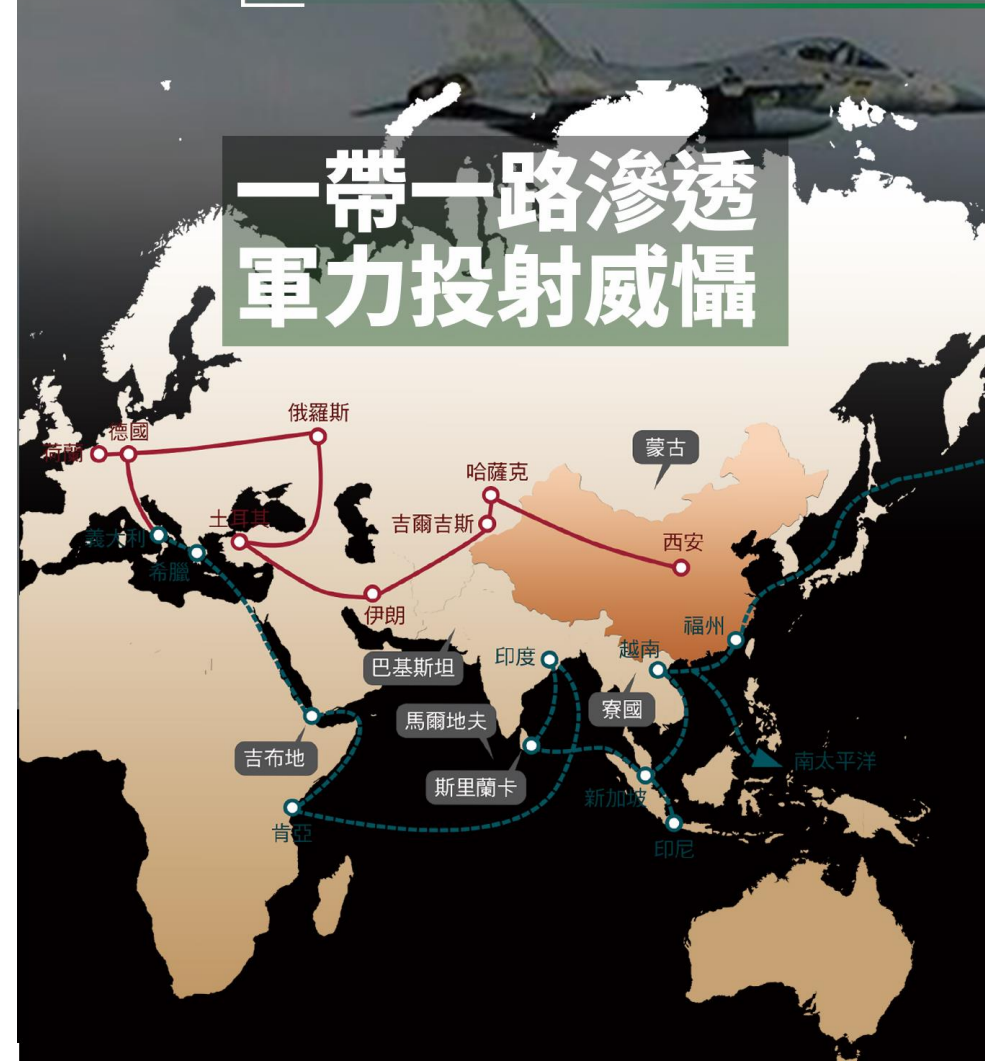 一帶一路滲透
軍力投射威懾
俄羅斯
德國
荷蘭
蒙古
哈薩克
土耳其
吉爾吉斯
義大利
西安
希臘
伊朗
福州
越南
印度
巴基斯坦
寮國
馬爾地夫
吉布地
南太平洋
斯里蘭卡
新加坡
肯亞
印尼